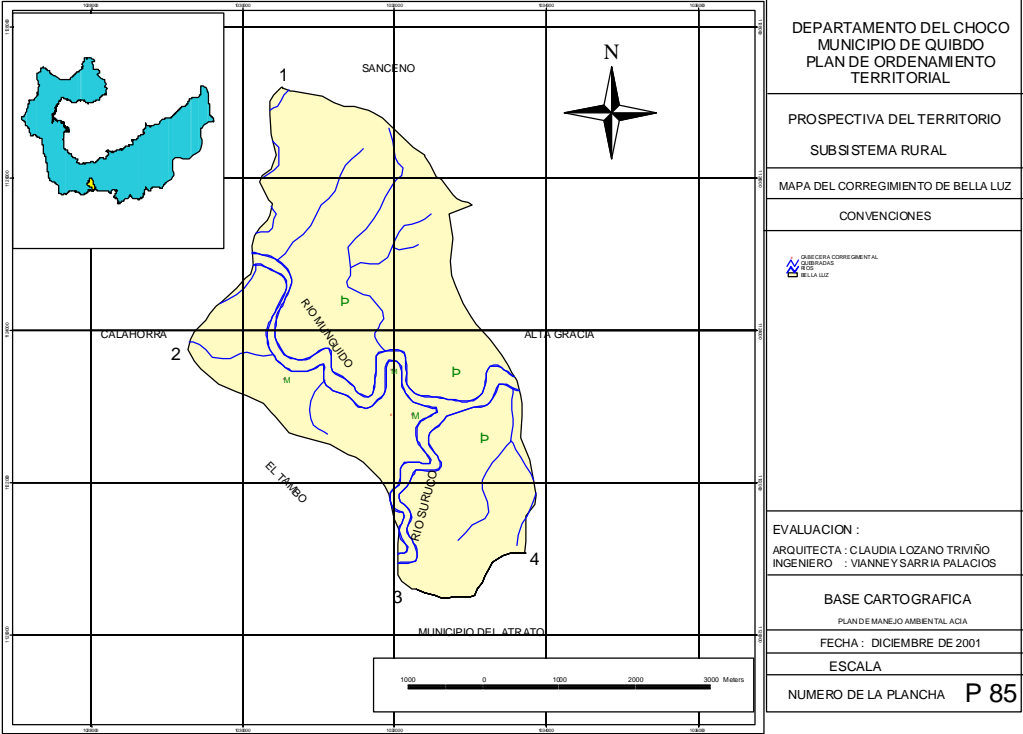 1
SANCENO
N
CALAHORRA
2
RIO MUNGUIDO
Þ
ALTA GRACIA
Þ
M
M
M
Þ
EL TAMBO
RIO SURUCO
4
3
MUNICIPIO DEL ATRATO
1000 0 1000 2000 3000 Meters
DEPARTAMENTO DEL CHOCO
MUNICIPIO DE QUIBDO
PLAN DE ORDENAMIENTO
TERRITORIAL
PROSPECTIVA DEL TERRITORIO
SUBSISTEMA RURAL
MAPA DEL CORREGIMIENTO DE BELLA LUZ
CONVENCIONES
CABECERA CORREGIMENTAL
QUEBRADAS
RIOS
BELLA LUZ
EVALUACION :
ARQUITECTA : CLAUDIA LOZANO TRIVIÑO
INGENIERO : VIANNEY SARRIA PALACIOS
BASE CARTOGRAFICA
PLAN DE MANEJO AMBIENTAL ACIA
FECHA : DICIEMBRE DE 2001
ESCALA
NUMERO DE LA PLANCHA P 85